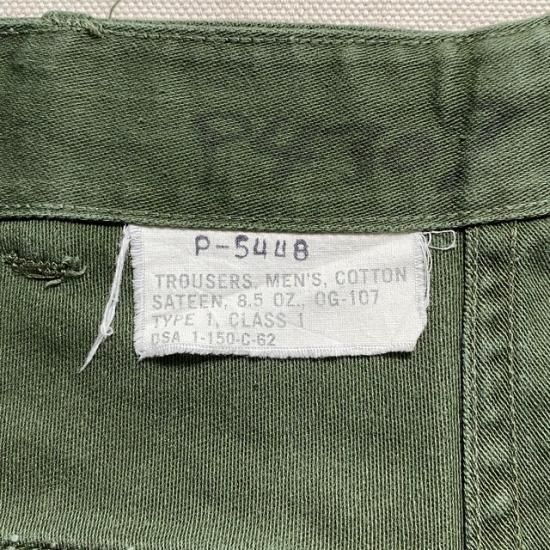 P-5448
TROUSERS, MEN'S, COTTON
SATEEN, 8.5 OZ., OG-107
TYPE 1, CLASS 1
DSA 1-150-C-62